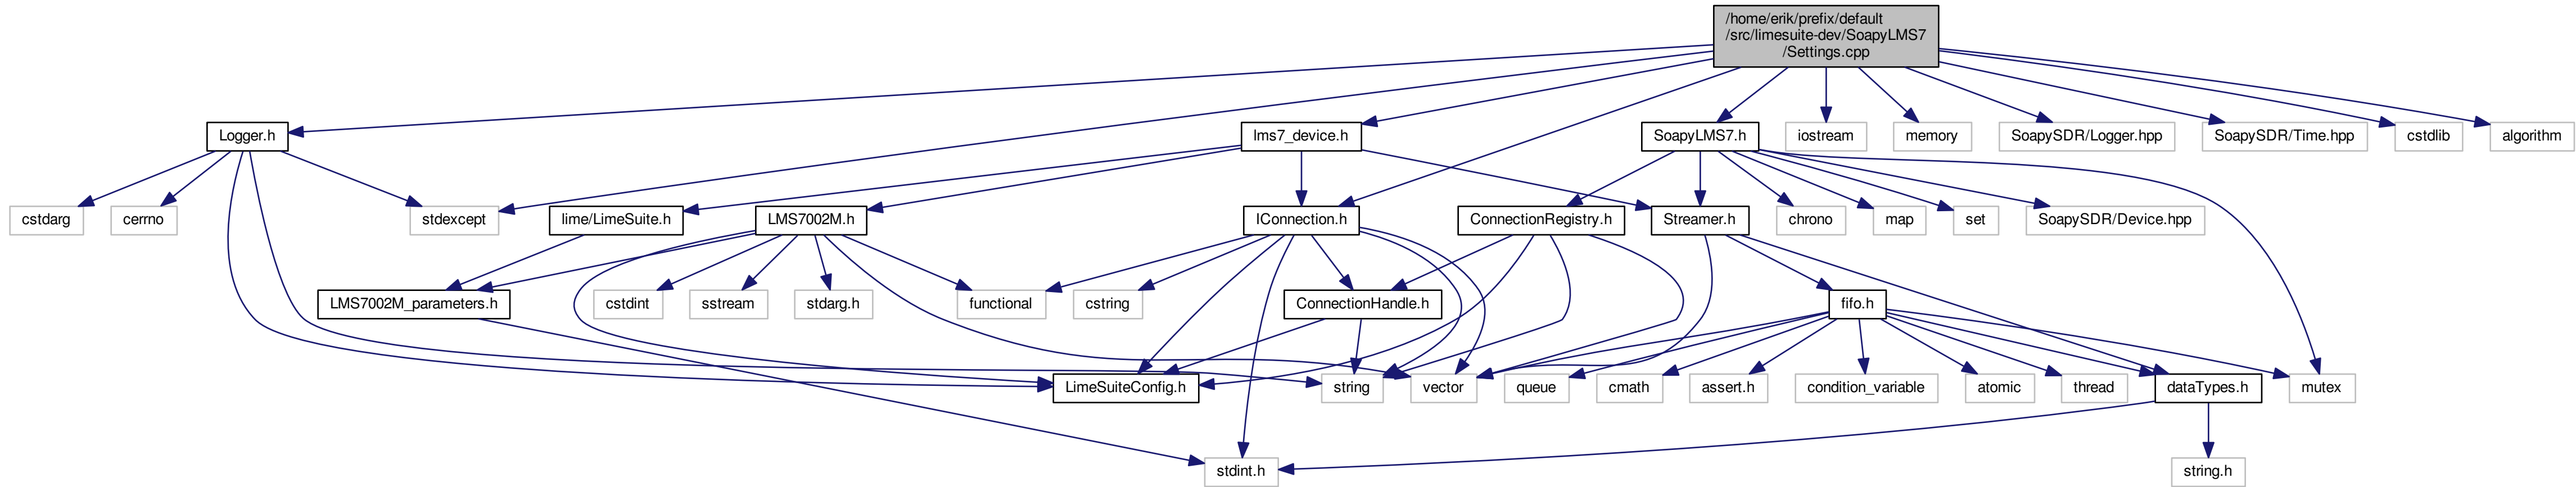 /home/erik/prefix/default
/src/limesuite-dev/SoapyLMS7
/Settings.cpp
Logger.h
lms7_device.h
SoapyLMS7.h
iostream
memory
SoapySDR/Logger.hpp
SoapySDR/Time.hpp
cstdlib
algorithm
cstdarg
cerrno
stdexcept
lime/LimeSuite.h
LMS7002M.h
IConnection.h
ConnectionRegistry.h
Streamer.h
chrono
map
set
SoapySDR/Device.hpp
LMS7002M_parameters.h
cstdint
sstream
stdarg.h
functional
cstring
ConnectionHandle.h
fifo.h
LimeSuiteConfig.h
string
vector
queue
cmath
assert.h
condition_variable
atomic
thread
dataTypes.h
mutex
stdint.h
string.h